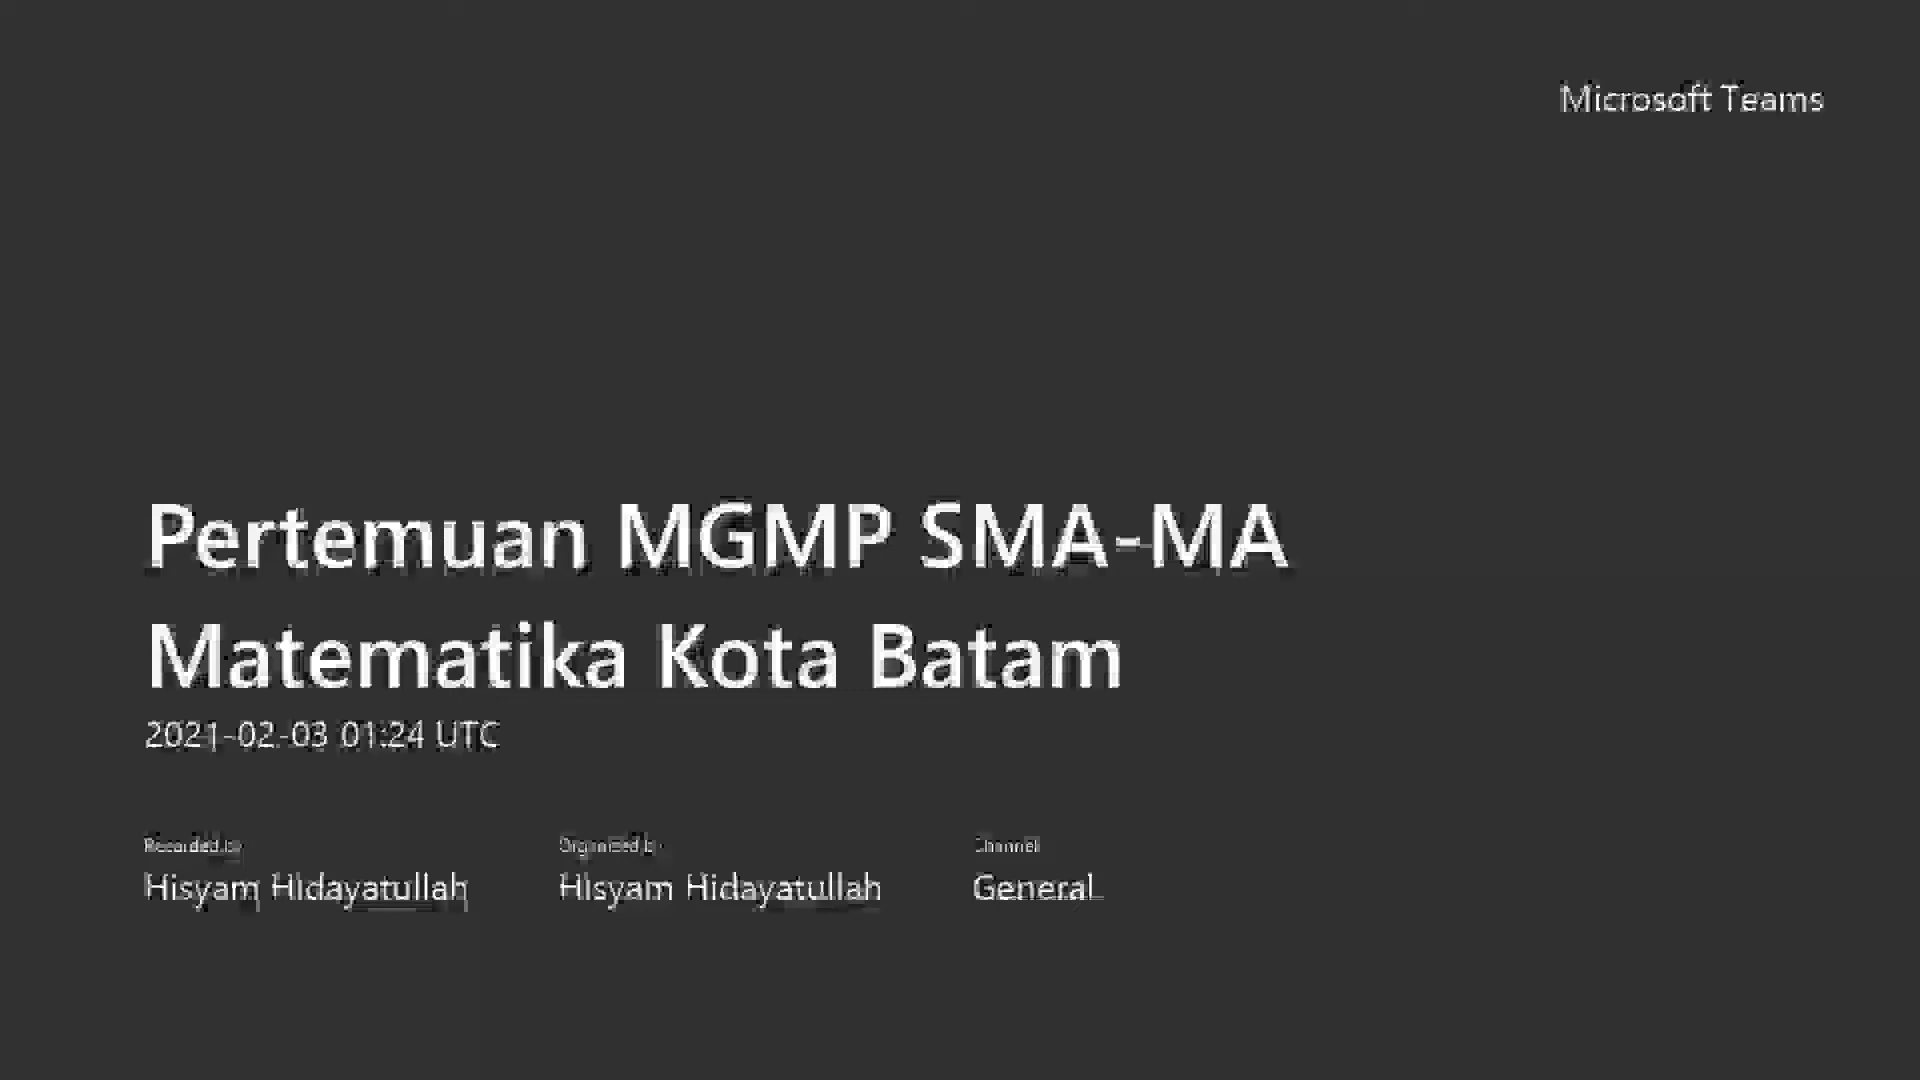 Microsoft Teams
Pertemuan MGMP SMA-MA
Matematika Kota Batam
2021-02-03 01:24 UTC
Recorded by Organized by Channel
Hisyam Hidayatullah Hisyam Hidayatullah General